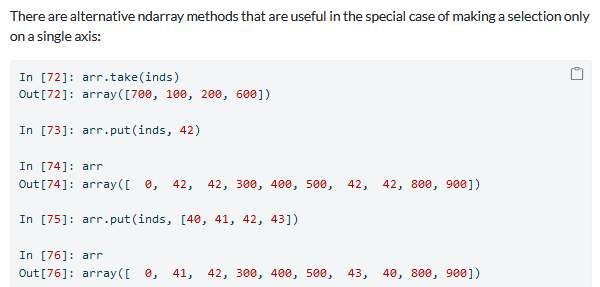 There are alternative ndarray methods that are useful in the special case of making a selection only
on a single axis:
In [72]: arr.take(inds)
Out[72]: array([700, 100, 200, 600])
In [73]: arr.put(inds, 42)
In [74]: arr
Out[74]: array([  0,  42,  42, 300, 400, 500,  42,  42, 800, 900])
In [75]: arr.put(inds, [40, 41, 42, 43])
In [76]: arr
Out[76]: array([  0,  41,  42, 300, 400, 500,  43,  40, 800, 900])